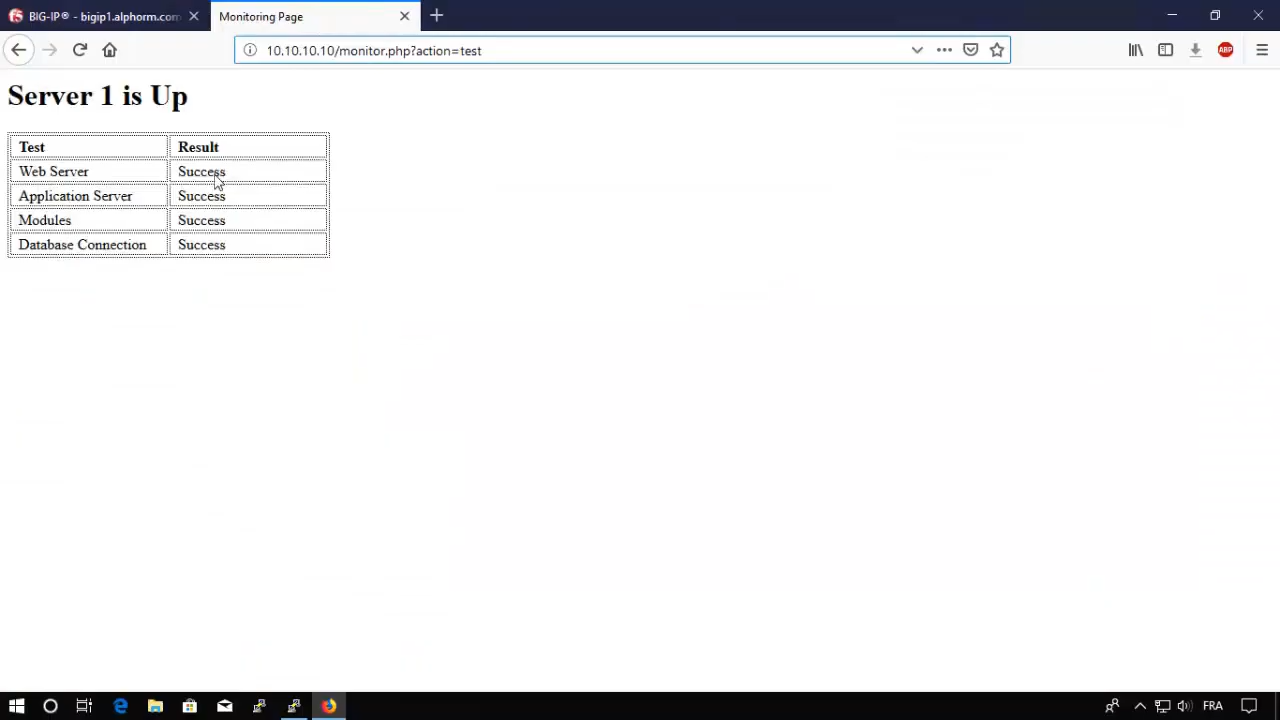 BIG-IP® - bigip1.alphorm.com
Monitoring Page
10.10.10.10/monitor.php?action=test
ABP
Server 1 is Up
Test Result
Web Server Success
Application Server Success
Modules Success
Database Connection Success
FRA